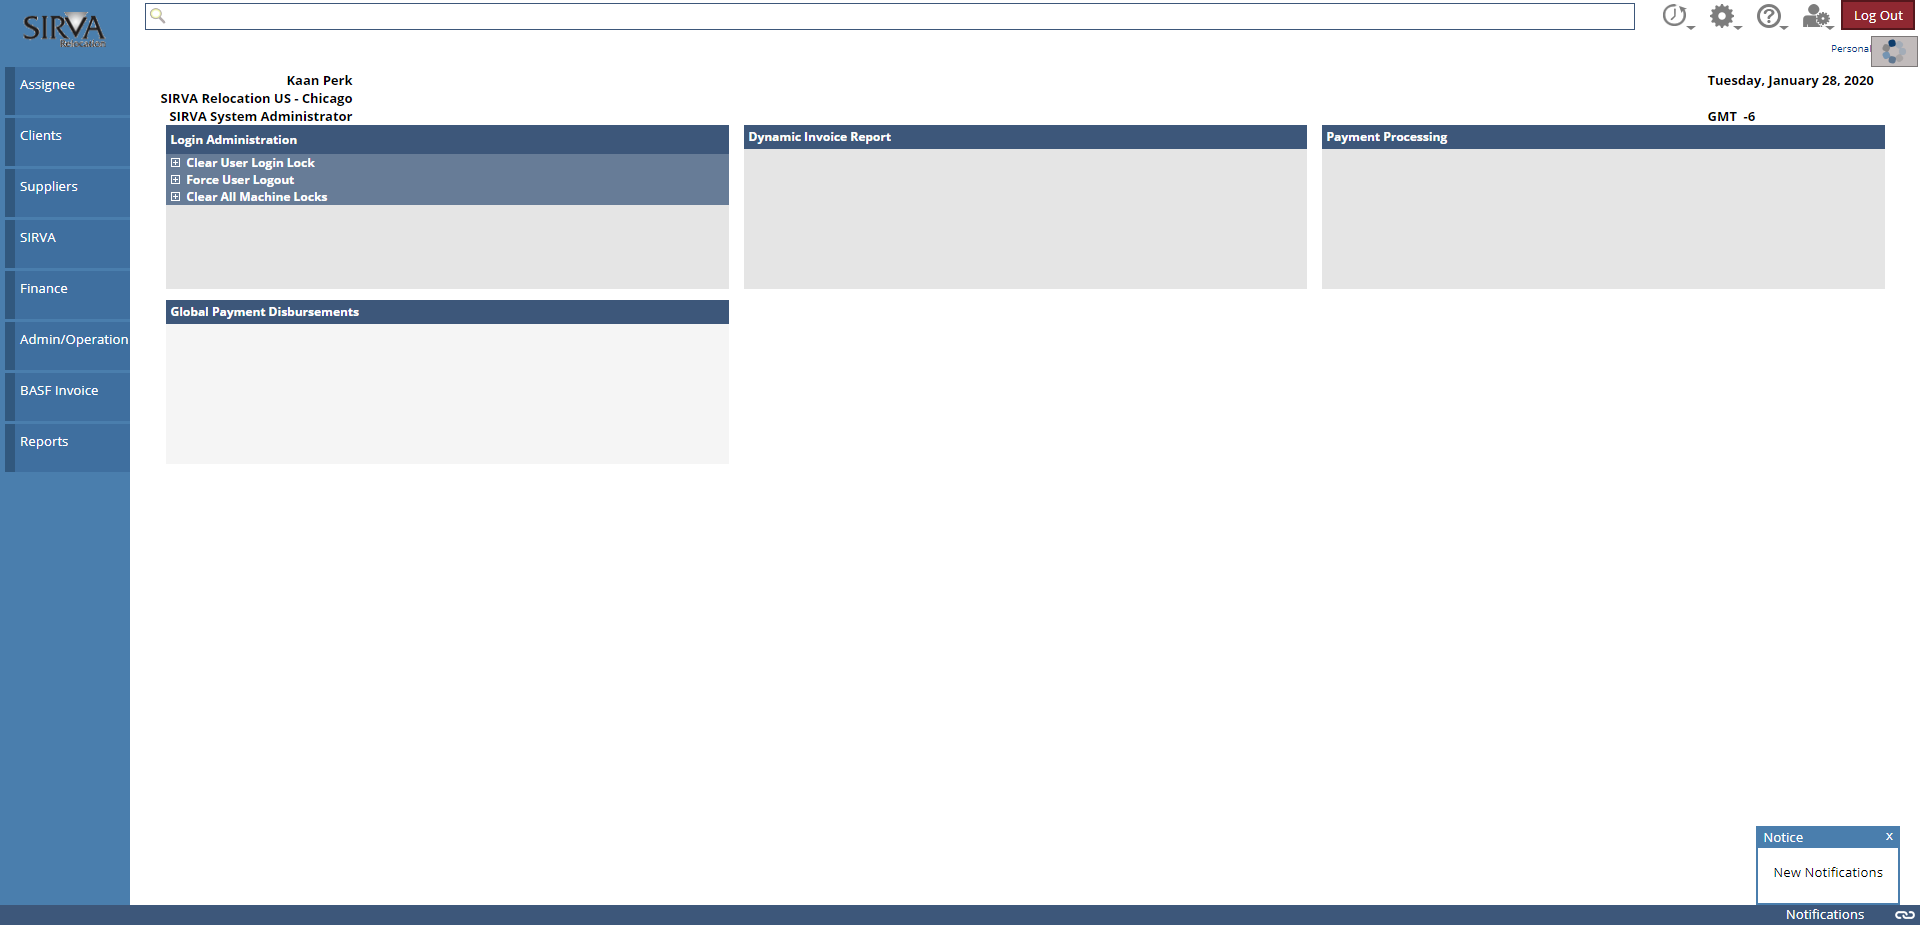 SIRVA
Log Out
Personal
Assignee
Clients
Suppliers
SIRVA
Finance
Admin/Operation
BASF Invoice
Reports
Kaan Perk
SIRVA Relocation US - Chicago
SIRVA System Administrator
Tuesday, January 28, 2020
GMT -6
Login Administration
Clear User Login Lock
Force User Logout
Clear All Machine Locks
Dynamic Invoice Report
Payment Processing
Global Payment Disbursements
Notice x
New Notifications
Notifications